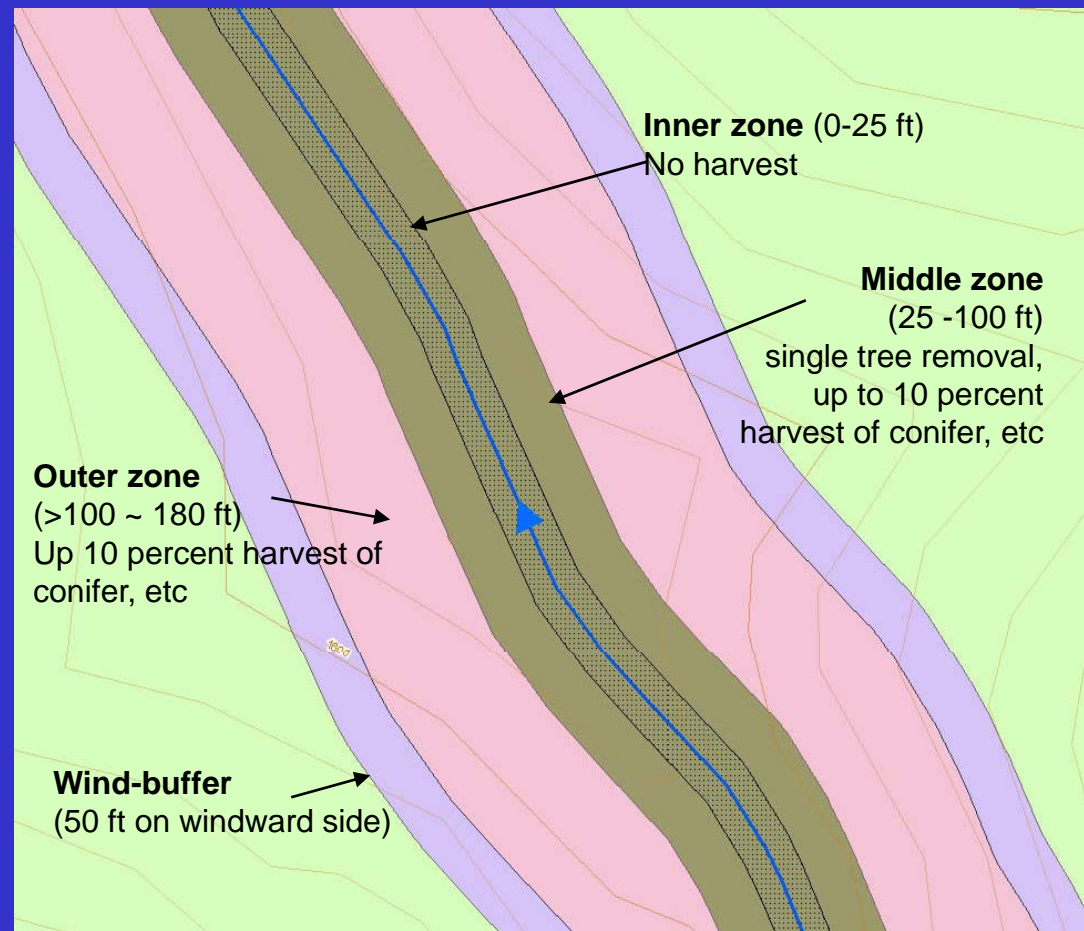 Inner zone (0-25 ft)
No harvest
Middle zone
(25 -100 ft)
single tree removal,
up to 10 percent
harvest of conifer, etc
Outer zone
(>100 ~ 180 ft)
Up 10 percent harvest of
conifer, etc
1800
Wind-buffer
(50 ft on windward side)